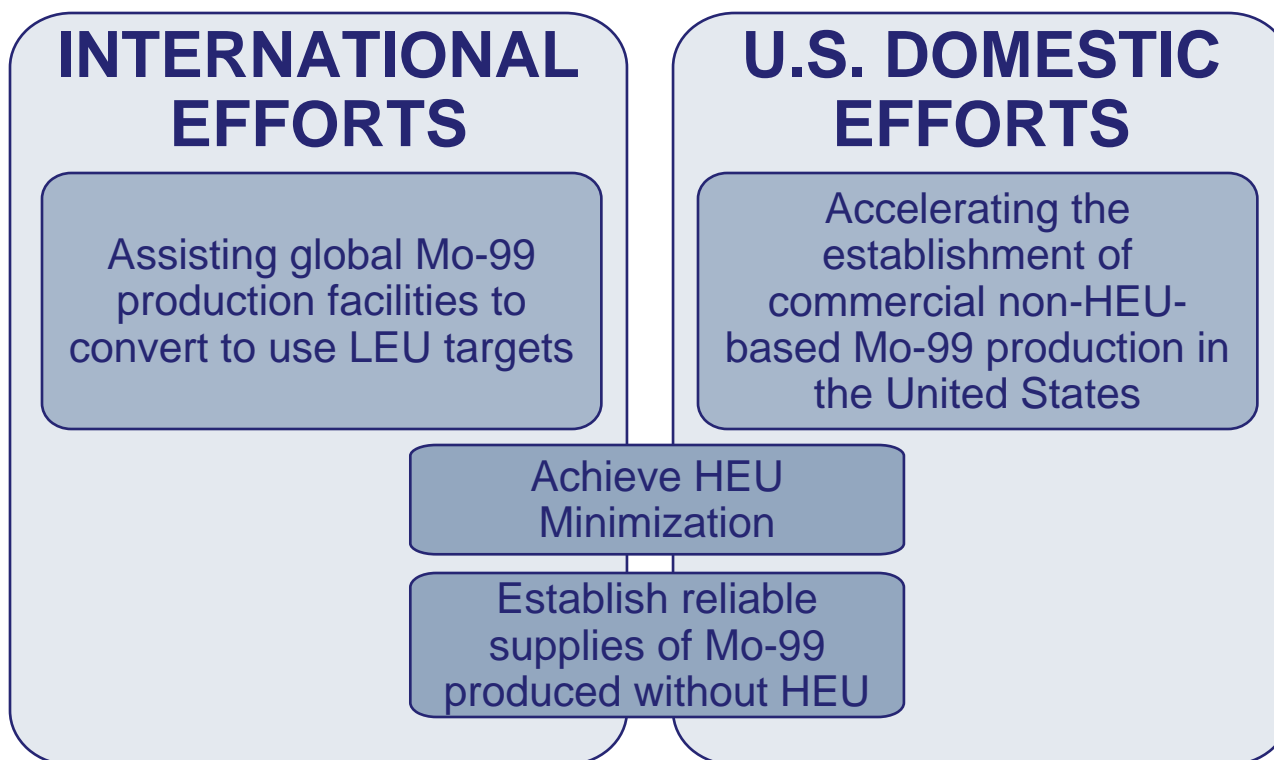 INTERNATIONAL
EFFORTS
Assisting global Mo-99
production facilities to
convert to use LEU targets
U.S. DOMESTIC
EFFORTS
Accelerating the
establishment of
commercial non-HEU-
based Mo-99 production in
the United States
Achieve HEU
Minimization
Establish reliable
supplies of Mo-99
produced without HEU